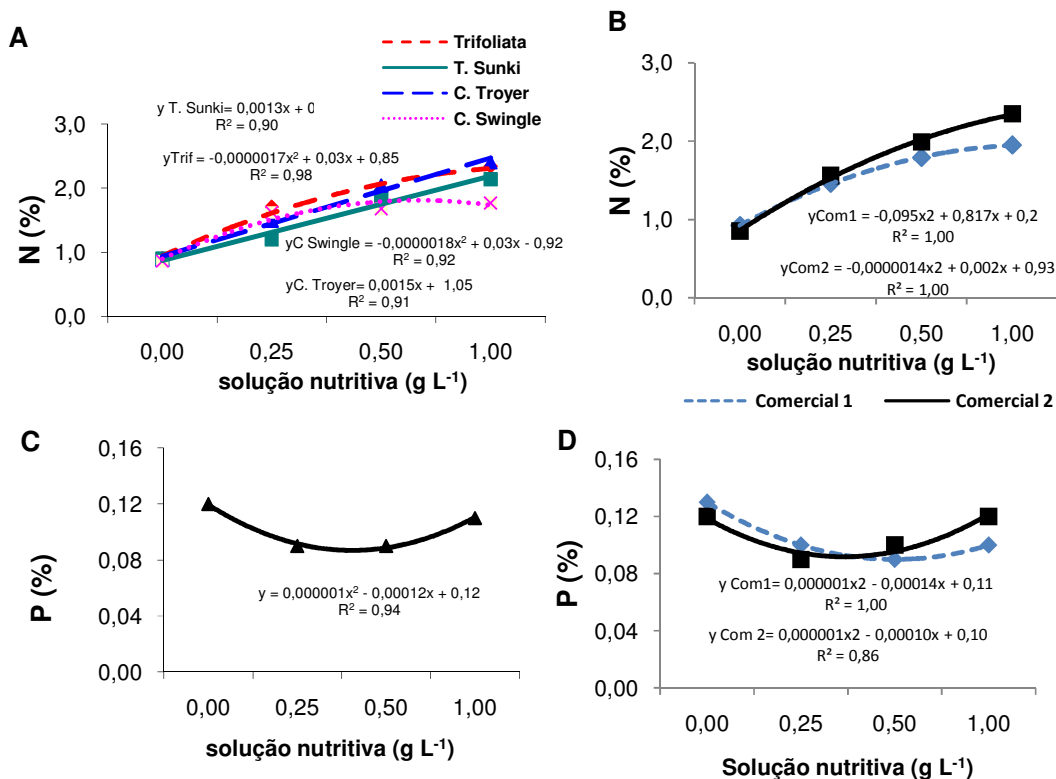 A
Trifoliata
T. Sunki
C. Troyer
C. Swingle
y T. Sunki= 0,0013x + 0
R² = 0,90
yTrif = -0,0000017x² + 0,03x + 0,85
R² = 0,98
yC Swingle = -0,0000018x² + 0,03x - 0,92
R² = 0,92
yC. Troyer= 0,0015x + 1,05
R² = 0,91
N (%)
3,0
2,0
1,0
0,0
0,00 0,25 0,50 1,00
solução nutritiva (g L⁻¹)
B
N (%)
3,0
2,0
1,0
0,0
yCom1 = -0,095x2 + 0,817x + 0,2
R² = 1,00
yCom2 = -0,0000014x2 + 0,002x + 0,93
R² = 1,00
0,00 0,25 0,50 1,00
solução nutritiva (g L⁻¹)
Comercial 1 Comercial 2
C
P (%)
0,16
0,12
0,08
0,04
0,00
y = 0,000001x² - 0,00012x + 0,12
R² = 0,94
0,00 0,25 0,50 1,00
solução nutritiva (g L⁻¹)
D
P (%)
0,16
0,12
0,08
0,04
0,00
y Com1= 0,000001x2 - 0,00014x + 0,11
R² = 1,00
y Com 2= 0,000001x2 - 0,00010x + 0,10
R² = 0,86
0,00 0,25 0,50 1,00
Solução nutritiva (g L⁻¹)